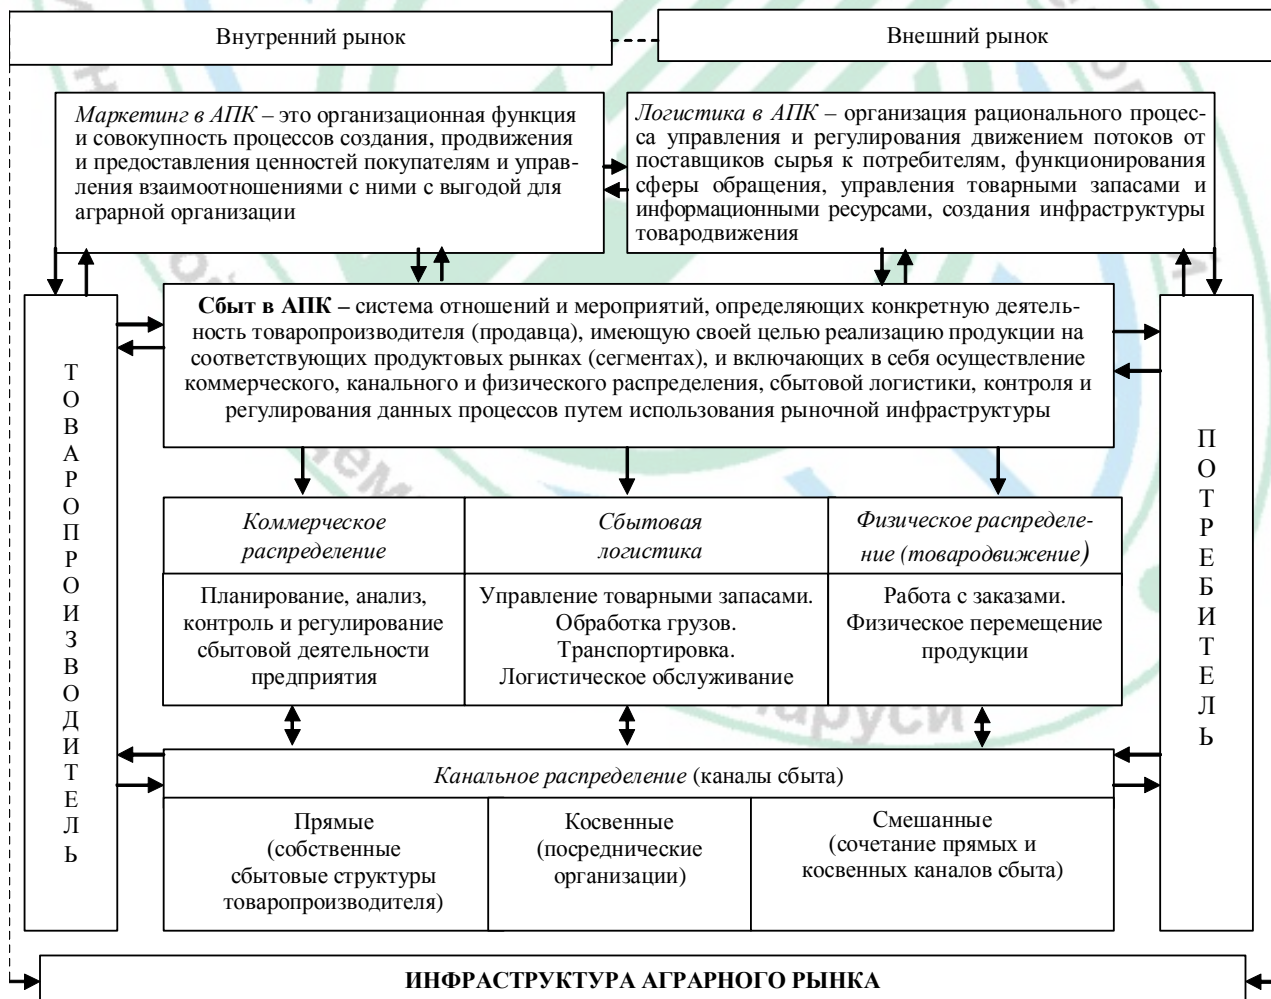 Внутренний рынок
Внешний рынок
Маркетинг в АПК – это организационная функция
и совокупность процессов создания, продвижения
и предоставления ценностей покупателям и управ-
ления взаимоотношениями с ними с выгодой для
аграрной организации
Логистика в АПК – организация рационального процес-
са управления и регулирования движением потоков от
поставщиков сырья к потребителям, функционирования
сферы обращения, управления товарными запасами и
информационными ресурсами, создания инфраструктуры
товародвижения
ТОВАРОПРОИЗВОДИТЕЛЬ
Сбыт в АПК – система отношений и мероприятий, определяющих конкретную деятель-
ность товаропроизводителя (продавца), имеющую своей целью реализацию продукции на
соответствующих продуктовых рынках (сегментах), и включающих в себя осуществление
коммерческого, канального и физического распределения, сбытовой логистики, контроля и
регулирования данных процессов путем использования рыночной инфраструктуры
ПОТРЕБИТЕЛЬ
Коммерческое
распределение
Сбытовая
логистика
Физическое распределе-
ние (товародвижение)
Планирование, анализ,
контроль и регулирование
сбытовой деятельности
предприятия
Управление товарными запасами.
Обработка грузов.
Транспортировка.
Логистическое обслуживание
Работа с заказами.
Физическое перемещение
продукции
Канальное распределение (каналы сбыта)
Прямые
(собственные
сбытовые структуры
товаропроизводителя)
Косвенные
(посреднические
организации)
Смешанные
(сочетание прямых и
косвенных каналов сбыта)
ИНФРАСТРУКТУРА АГРАРНОГО РЫНКА